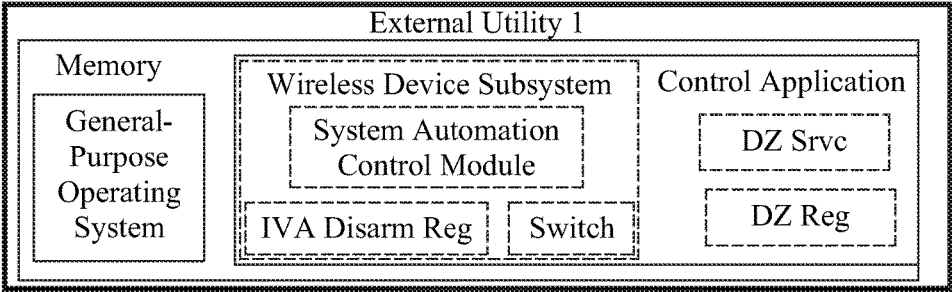 External Utility 1
Memory
General-
Purpose
Operating
System
Wireless Device Subsystem
System Automation
Control Module
IVA Disarm Reg
Switch
Control Application
DZ Srvc
DZ Reg